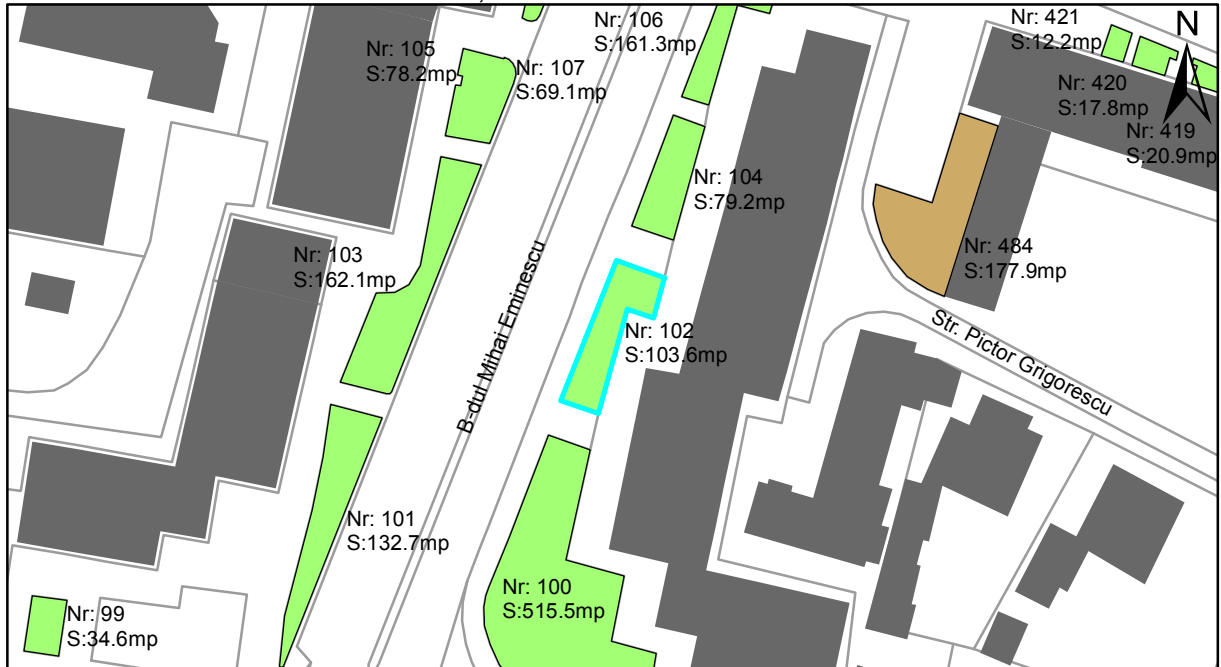 Nr: 106
S:161.3mp
Nr: 421
S:12.2mp
N
Nr: 105
S:78.2mp
Nr: 107
S:69.1mp
Nr: 420
S:17.8mp
Nr: 419
S:20.9mp
Nr: 104
S:79.2mp
Nr: 103
S:162.1mp
Nr: 484
S:177.9mp
B-dul Mihai Eminescu
Nr: 102
S:103.6mp
Str. Pictor Grigorescu
Nr: 101
S:132.7mp
Nr: 100
S:515.5mp
Nr: 99
S:34.6mp